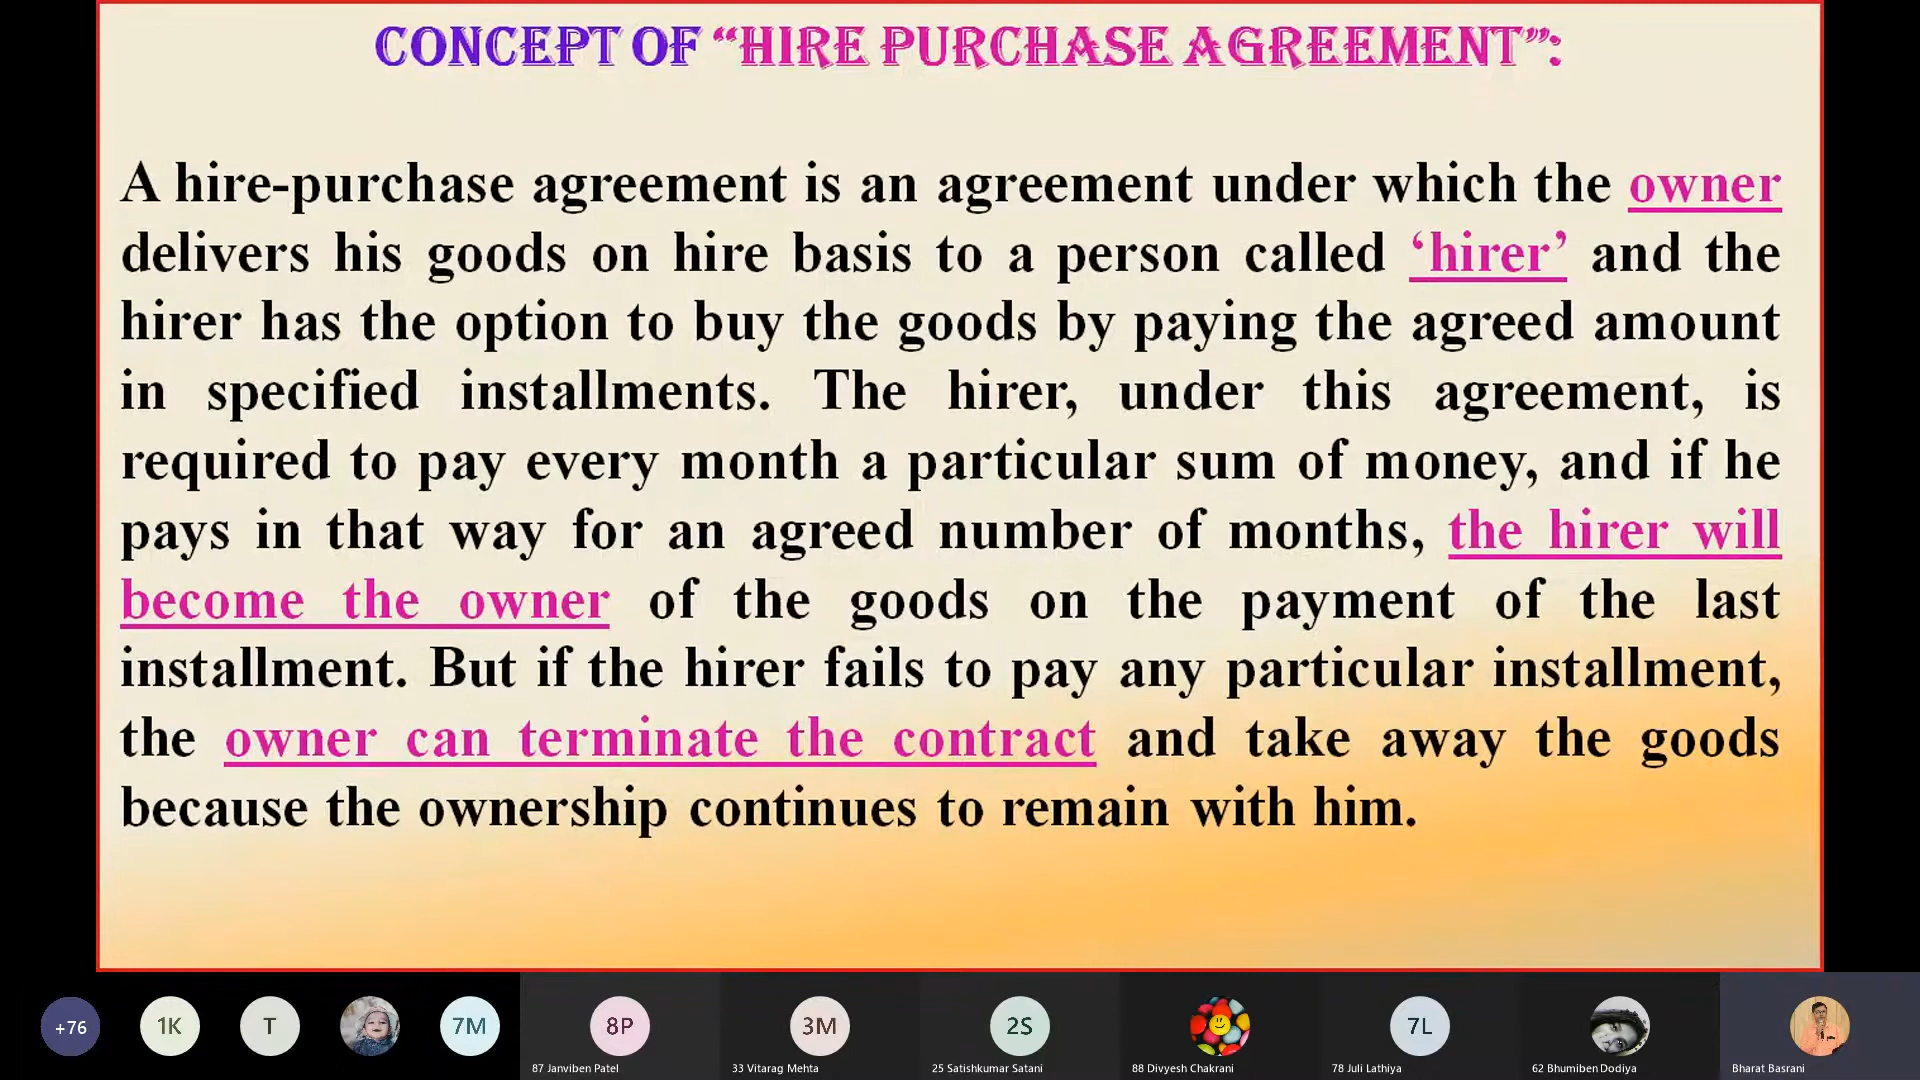 CONCEPT OF “HIRE PURCHASE AGREEMENT”:
A hire-purchase agreement is an agreement under which the owner
delivers his goods on hire basis to a person called ‘hirer’ and the
hirer has the option to buy the goods by paying the agreed amount
in specified installments. The hirer, under this agreement, is
required to pay every month a particular sum of money, and if he
pays in that way for an agreed number of months, the hirer will
become the owner of the goods on the payment of the last
installment. But if the hirer fails to pay any particular installment,
the owner can terminate the contract and take away the goods
because the ownership continues to remain with him.
+76 1K T 7M 8P 3M 2S 7L
87 Janviben Patel 33 Vitarag Mehta 25 Satishkumar Satani 88 Divyesh Chakrani 78 Juli Lathiya 62 Bhumiben Dodiya Bharat Basrani